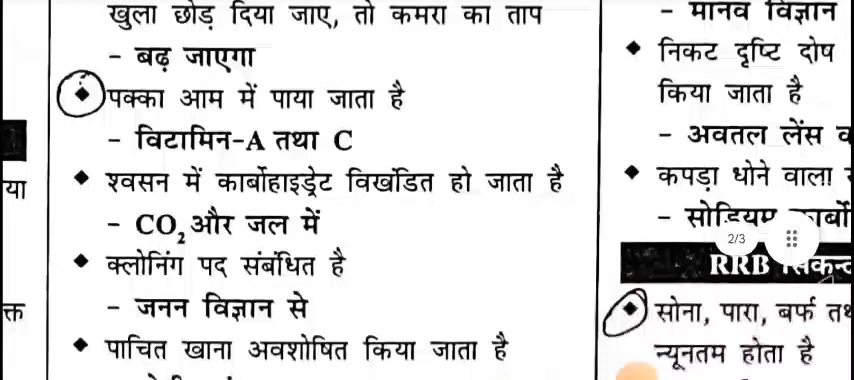 खुला छोड़ दिया जाए, तो कमरा का ताप
- बढ़ जाएगा
◆ पक्का आम में पाया जाता है
- विटामिन-A तथा C
◆ श्वसन में कार्बोहाइड्रेट विखंडित हो जाता है
- CO₂ और जल में
◆ क्लोनिंग पद संबंधित है
- जनन विज्ञान से
◆ पाचित खाना अवशोषित किया जाता है
या
क्त
- मानव विज्ञान
◆ निकट दृष्टि दोष
किया जाता है
- अवतल लेंस
◆ कपड़ा धोने वाला
2/3
RRB
◆ सोना, पारा, बर्फ
न्यूनतम होता है